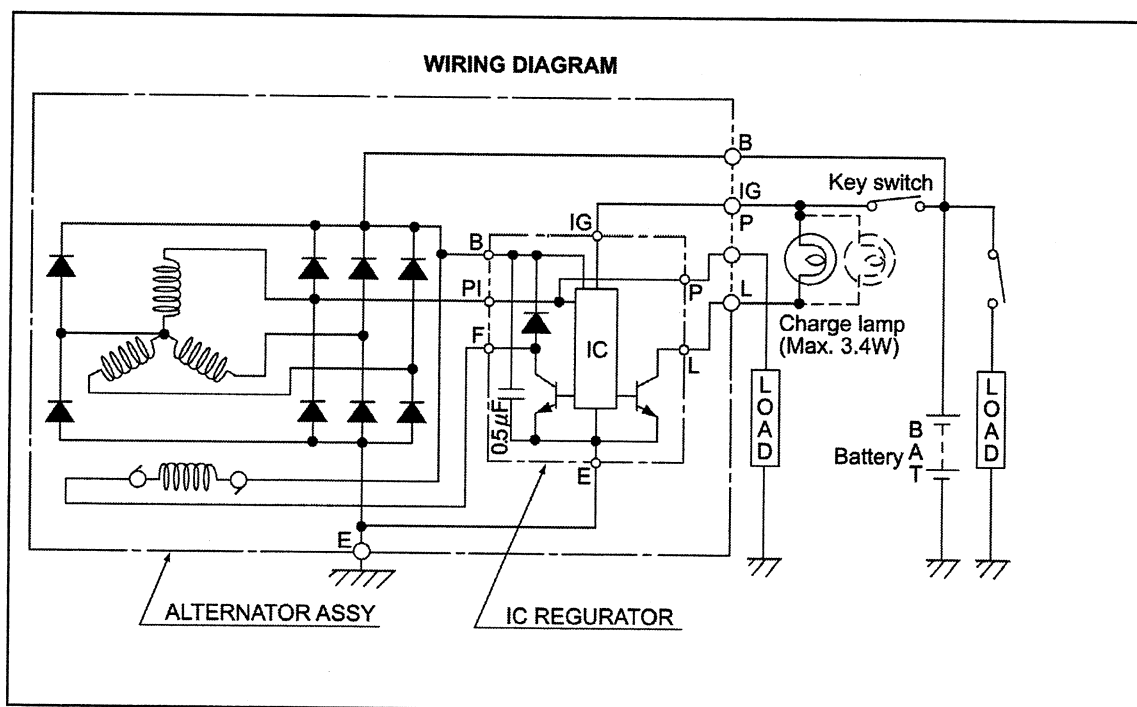 WIRING DIAGRAM
B
IG
Key switch
P
IG
B
PI
P
L
F
IC
Charge lamp
(Max. 3.4W)
L
0.5μF
LOAD
LOAD
Battery
BAT
E
E
ALTERNATOR ASSY
IC REGURATOR